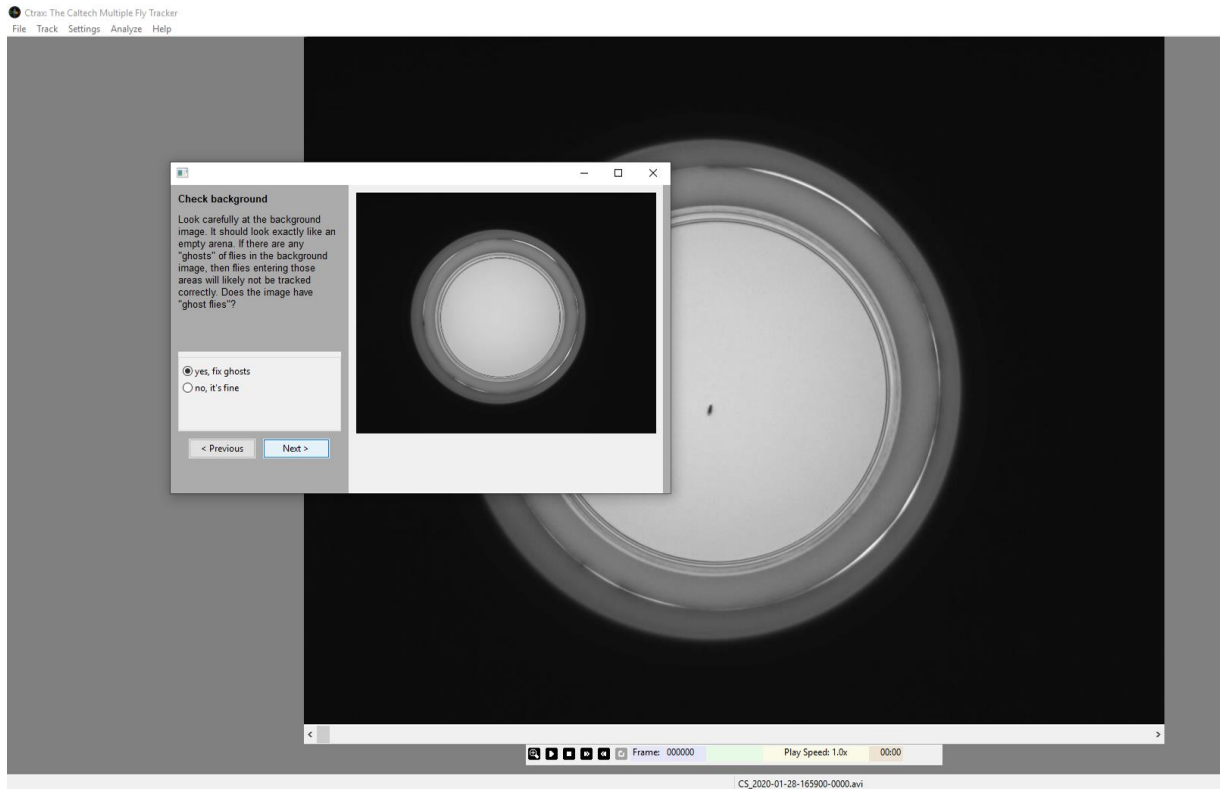 Ctrax: The Caltech Multiple Fly Tracker
File Track Settings Analyze Help
Check background
Look carefully at the background
image. It should look exactly like an
empty arena. If there are any
"ghosts" of flies in the background
image, then flies entering those
areas will likely not be tracked
correctly. Does the image have
"ghost flies"?
yes, fix ghosts
no, it's fine
< Previous Next >
Frame: 000000 Play Speed: 1.0x 00:00
CS_2020-01-28-165900-0000.avi